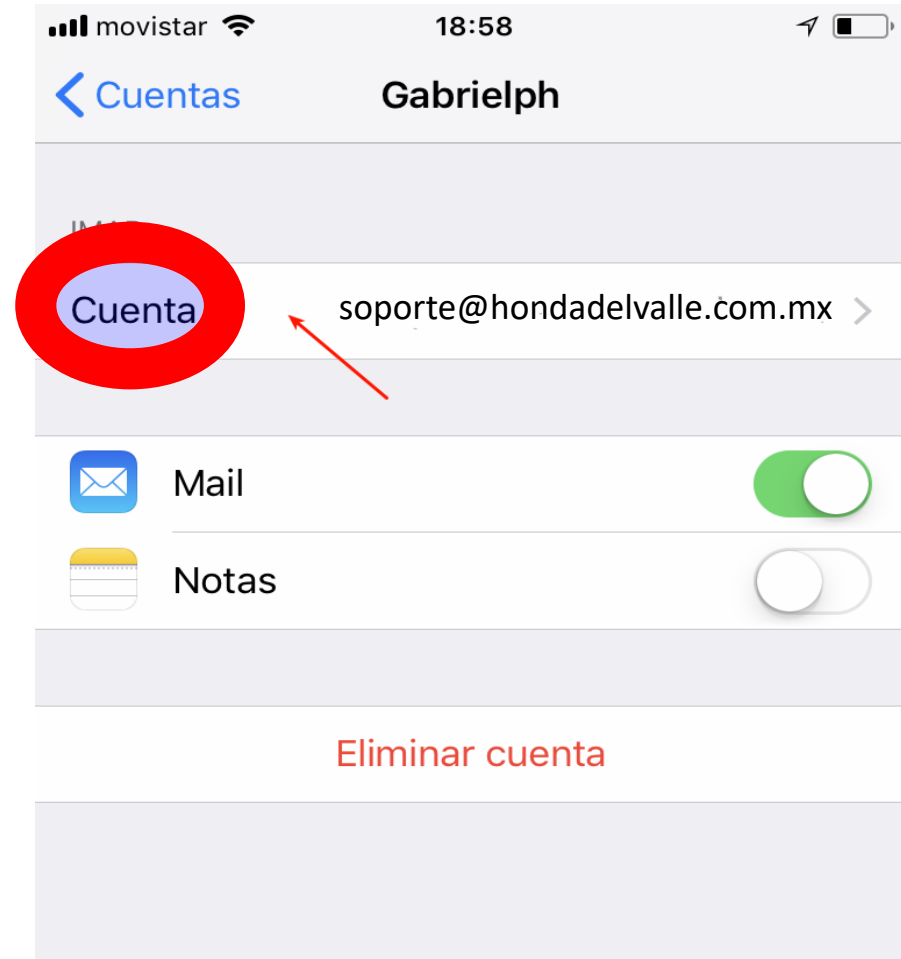 movistar 18:58
Cuentas Gabrielph
Cuenta soporte@hondadelvalle.com.mx
Mail
Notas
Eliminar cuenta